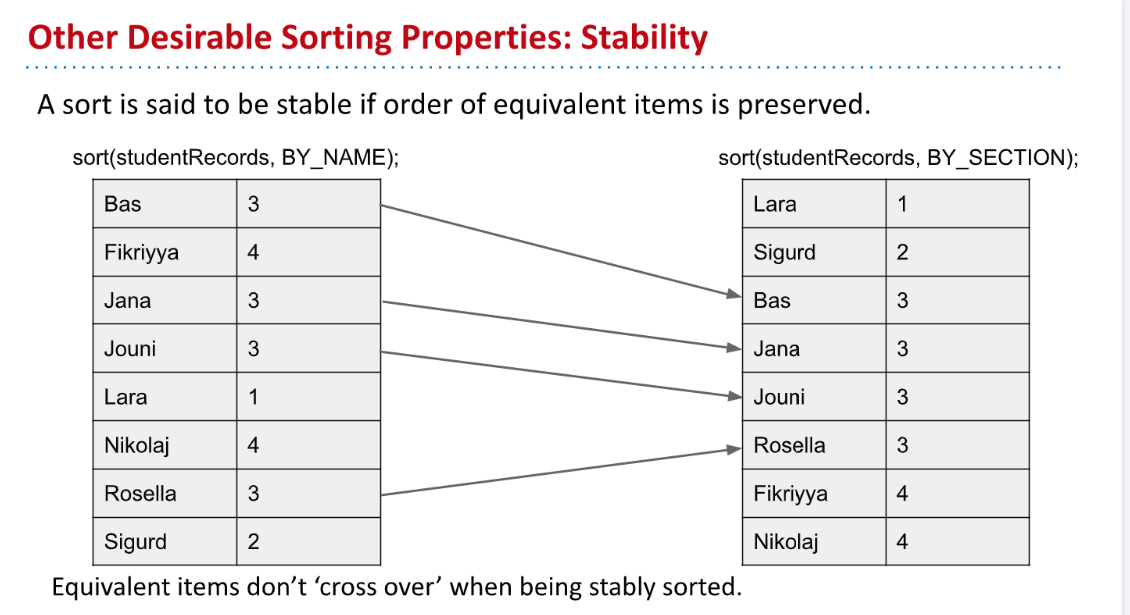 Other Desirable Sorting Properties: Stability
A sort is said to be stable if order of equivalent items is preserved.
sort(studentRecords, BY_NAME);
Bas 3
Fikriyya 4
Jana 3
Jouni 3
Lara 1
Nikolaj 4
Rosella 3
Sigurd 2
sort(studentRecords, BY_SECTION);
Lara 1
Sigurd 2
Bas 3
Jana 3
Jouni 3
Rosella 3
Fikriyya 4
Nikolaj 4
Equivalent items don’t ‘cross over’ when being stably sorted.